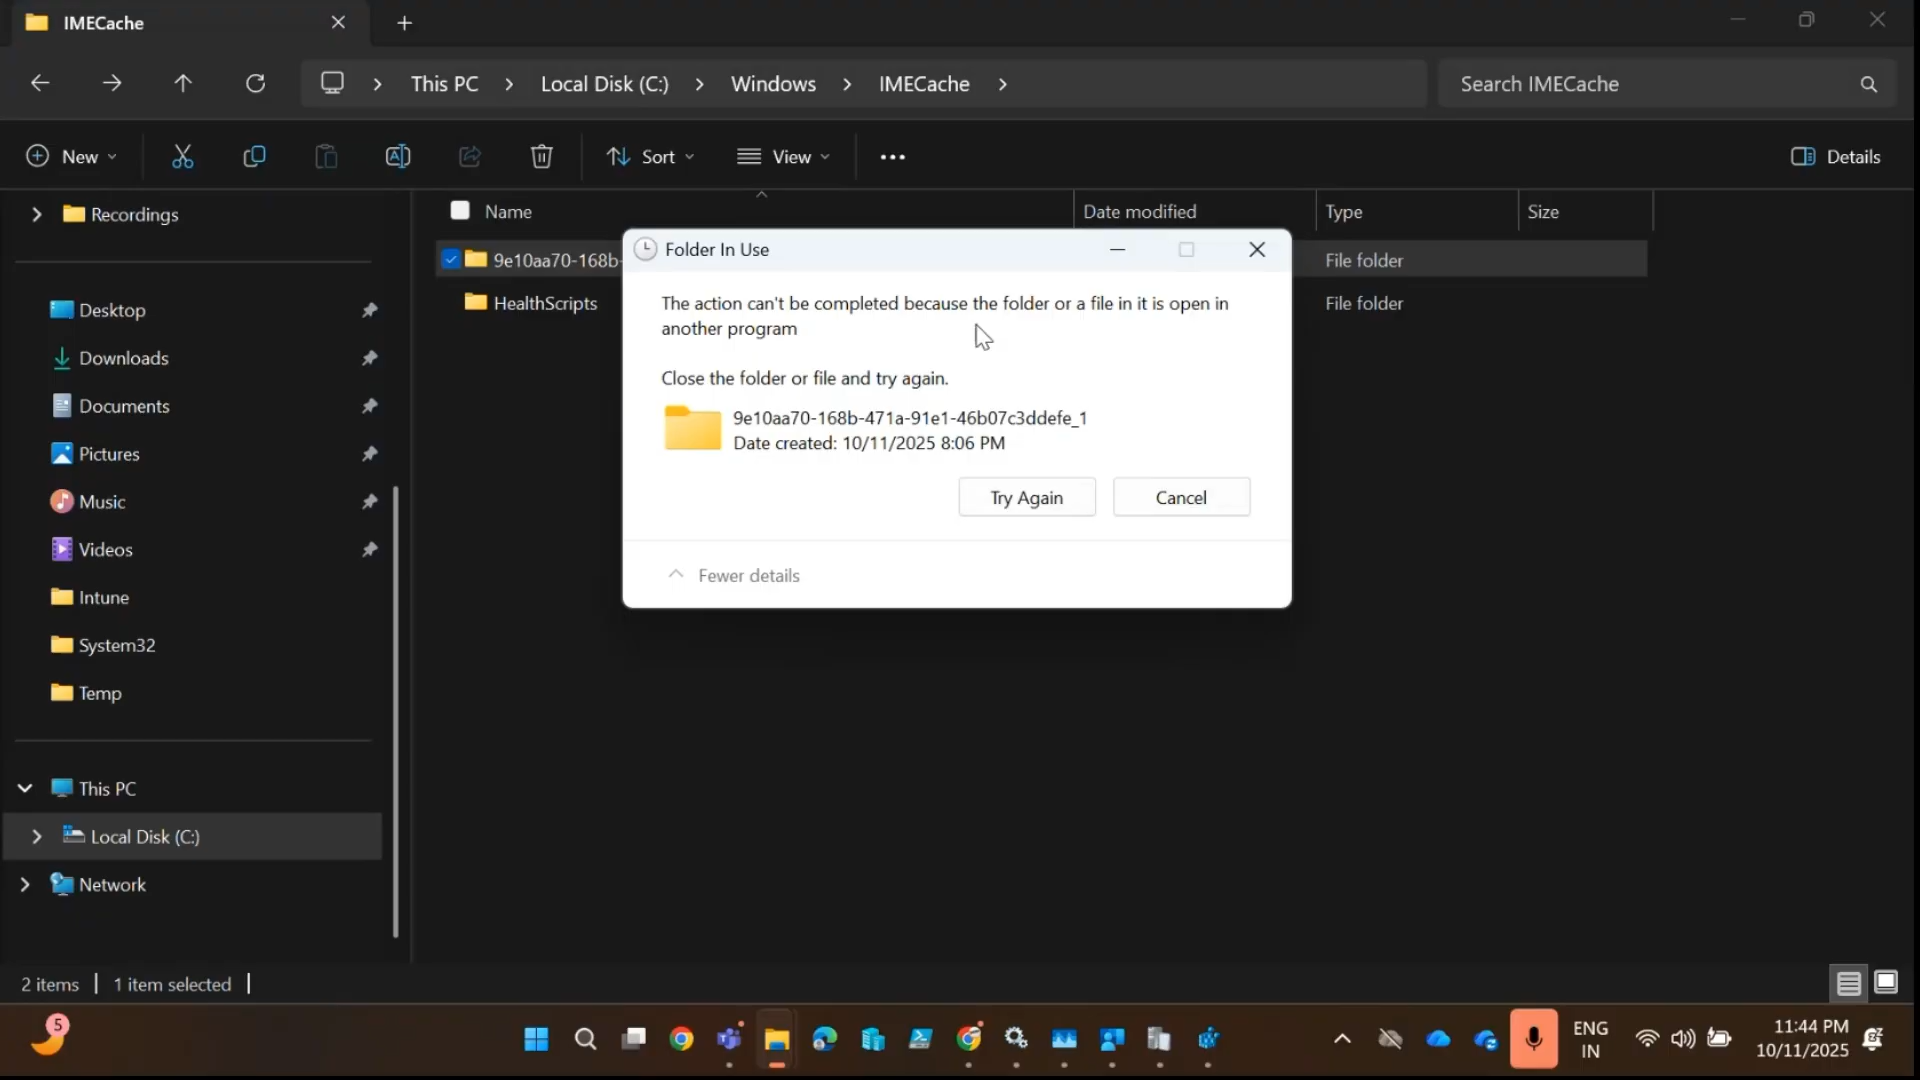 IMECache
This PC
Local Disk (C:)
Windows
IMECache
Search IMECache
New
Sort
View
Details
Recordings
Name
Date modified
Type
Size
9e10aa70-168b-
File folder
HealthScripts
File folder
Folder In Use
The action can't be completed because the folder or a file in it is open in
another program
Close the folder or file and try again.
9e10aa70-168b-471a-91e1-46b07c3ddefe_1
Date created: 10/11/2025 8:06 PM
Try Again
Cancel
Fewer details
Desktop
Downloads
Documents
Pictures
Music
Videos
Intune
System32
Temp
This PC
Local Disk (C:)
Network
2 items
1 item selected
5
ENG
IN
11:44 PM
10/11/2025